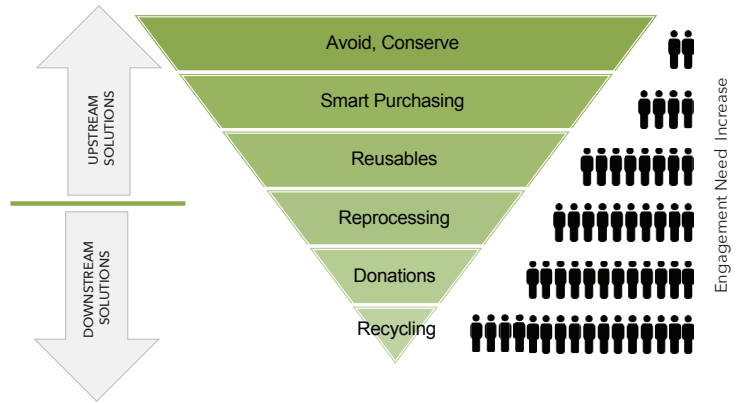 Avoid, Conserve
Smart Purchasing
Reusables
Reprocessing
Donations
Recycling
UPSTREAM
SOLUTIONS
DOWNSTREAM
SOLUTIONS
Engagement Need Increase